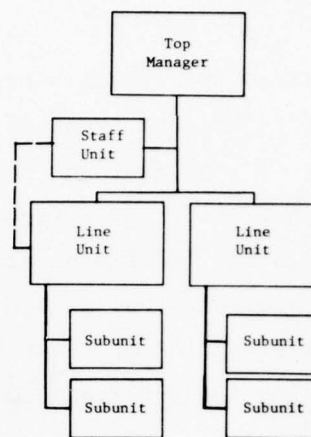 Top
Manager
Staff
Unit
Line
Unit
Line
Unit
Subunit
Subunit
Subunit
Subunit